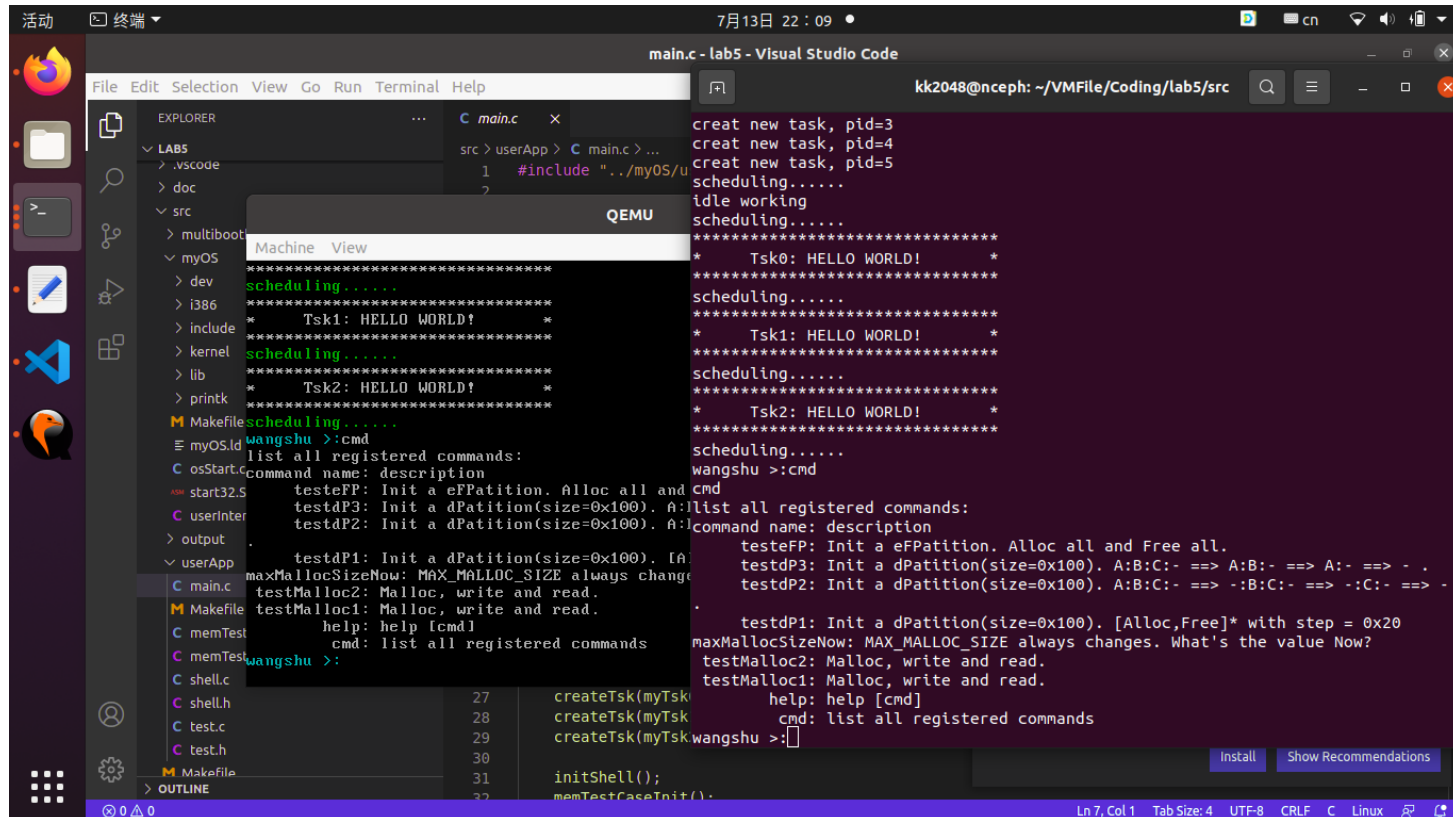 活动
终端
7月13日 22：09
cn
main.c - lab5 - Visual Studio Code
File Edit Selection View Go Run Terminal Help
EXPLORER
LAB5
.vscode
doc
src
multiboot
myOS
dev
i386
include
kernel
lib
printk
Makefile
myOS.ld
osStart.c
start32.S
userInter
output
userApp
main.c
Makefile
memTest
memTest
shell.c
shell.h
test.c
test.h
Makefile
OUTLINE
main.c
src > userApp > main.c > ...
1 #include "../myOS/u
2
27 createTsk(myTsk
28 createTsk(myTsk
29 createTsk(myTsk
30
31 initShell();
32 memTestCaseInit();
QEMU
Machine View
********************************
scheduling......
********************************
* Tsk1: HELLO WORLD! *
********************************
scheduling......
********************************
* Tsk2: HELLO WORLD! *
********************************
scheduling......
wangshu >:cmd
list all registered commands:
command name: description
testeFP: Init a eFPatition. Alloc all and
testdP3: Init a dPatition(size=0x100). A:
testdP2: Init a dPatition(size=0x100). A:
.
testdP1: Init a dPatition(size=0x100). [A
maxMallocSizeNow: MAX_MALLOC_SIZE always change
testMalloc2: Malloc, write and read.
testMalloc1: Malloc, write and read.
help: help [cmd]
cmd: list all registered commands
wangshu >:
kk2048@nceph: ~/VMFile/Coding/lab5/src
creat new task, pid=3
creat new task, pid=4
creat new task, pid=5
scheduling......
idle working
scheduling......
********************************
* Tsk0: HELLO WORLD! *
********************************
scheduling......
********************************
* Tsk1: HELLO WORLD! *
********************************
scheduling......
********************************
* Tsk2: HELLO WORLD! *
********************************
scheduling......
wangshu >:cmd
cmd
list all registered commands:
command name: description
testeFP: Init a eFPatition. Alloc all and Free all.
testdP3: Init a dPatition(size=0x100). A:B:C:- ==> A:B:- ==> A:- ==> - .
testdP2: Init a dPatition(size=0x100). A:B:C:- ==> -:B:C:- ==> -:C:- ==> -
.
testdP1: Init a dPatition(size=0x100). [Alloc,Free]* with step = 0x20
maxMallocSizeNow: MAX_MALLOC_SIZE always changes. What's the value Now?
testMalloc2: Malloc, write and read.
testMalloc1: Malloc, write and read.
help: help [cmd]
cmd: list all registered commands
wangshu >:
Install Show Recommendations
0 0
Ln 7, Col 1 Tab Size: 4 UTF-8 CRLF C Linux